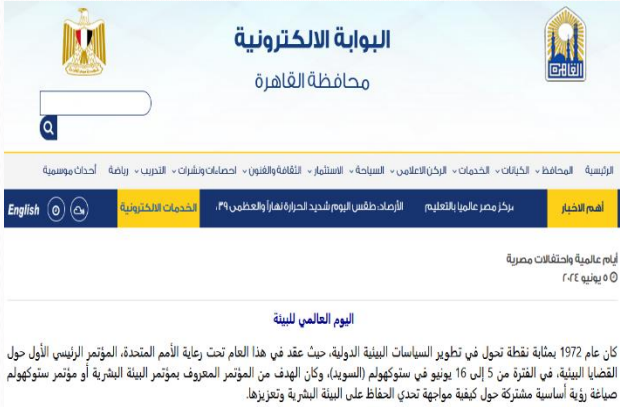 البوابة الالكترونية
محافظة القاهرة
القاهرة
الرئيسية المحافظ الكيانات الخدمات الركن الاعلامى السياحة الاستثمار الثقافة والفنون احصاءات ونشرات التدريب رياضة أحداث موسمية
أهم الاخبار مركز مصر عالميا بالتعليم الأرصاد: طقس اليوم شديد الحرارة نهاراً والعظمى ٣٩، الخدمات الالكترونية English
أيام عالمية واحتفالات مصرية
٥ يونيو ٢٠٢٤
اليوم العالمي للبيئة
كان عام 1972 بمثابة نقطة تحول في تطوير السياسات البيئية الدولية، حيث عقد في هذا العام تحت رعاية الأمم المتحدة، المؤتمر الرئيسي الأول حول
القضايا البيئية، في الفترة من 5 إلى 16 يونيو في ستوكهولم (السويد)، وكان الهدف من المؤتمر المعروف بمؤتمر البيئة البشرية أو مؤتمر ستوكهولم
صياغة رؤية أساسية مشتركة حول كيفية مواجهة تحدي الحفاظ على البيئة البشرية وتعزيزها.